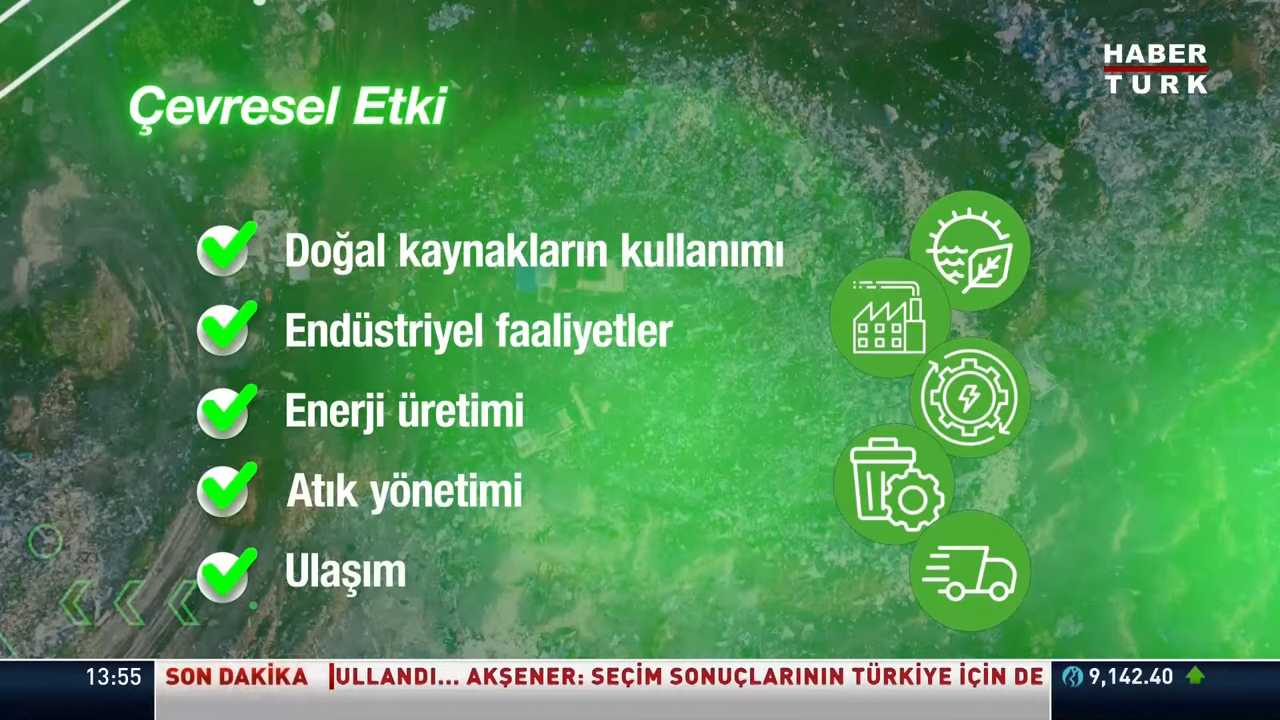 HABER
TURK
Çevresel Etki
Doğal kaynakların kullanımı
Endüstriyel faaliyetler
Enerji üretimi
Atık yönetimi
Ulaşım
13:55 SON DAKİKA ULLANDI... AKŞENER: SEÇİM SONUÇLARININ TÜRKİYE İÇİN DE 9,142.40